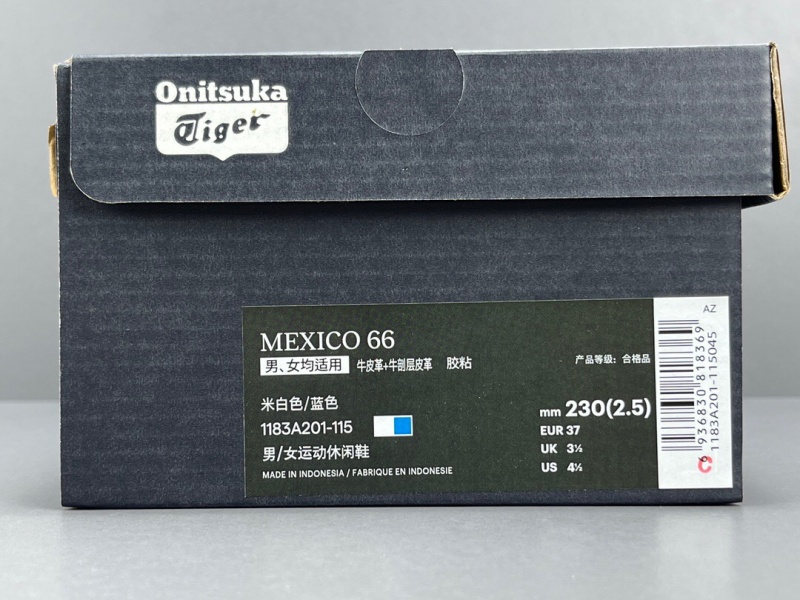 Onitsuka
Tiger
MEXICO 66
男、女均适用 牛皮革+牛剖层皮革 胶粘
产品等级：合格品
米白色/蓝色
1183A201-115
男/女运动休闲鞋
MADE IN INDONESIA / FABRIQUE EN INDONESIE
mm 230(2.5)
EUR 37
UK 3½
US 4½
AZ
6 936830 818369
1183A201-115045